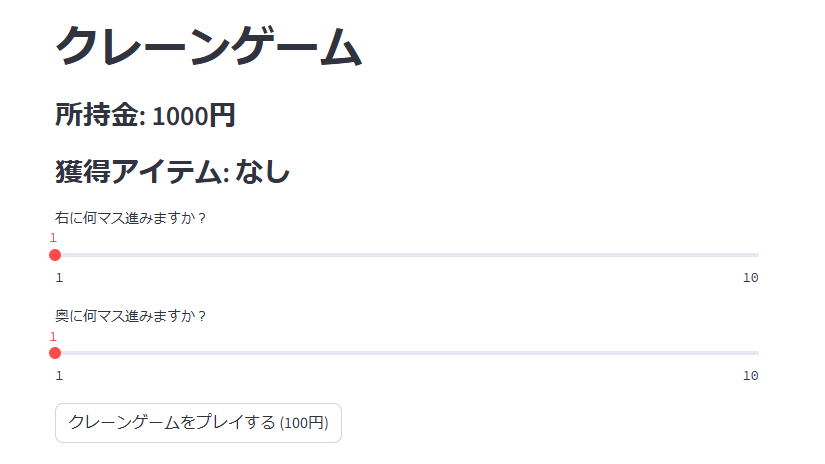 クレーンゲーム
所持金: 1000円
獲得アイテム: なし
右に何マス進みますか？
1
1 10
奥に何マス進みますか？
1
1 10
クレーンゲームをプレイする (100円)